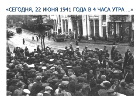 «СЕГОДНЯ, 22 ИЮНЯ 1941 ГОДА В 4 ЧАСА УТРА ...»